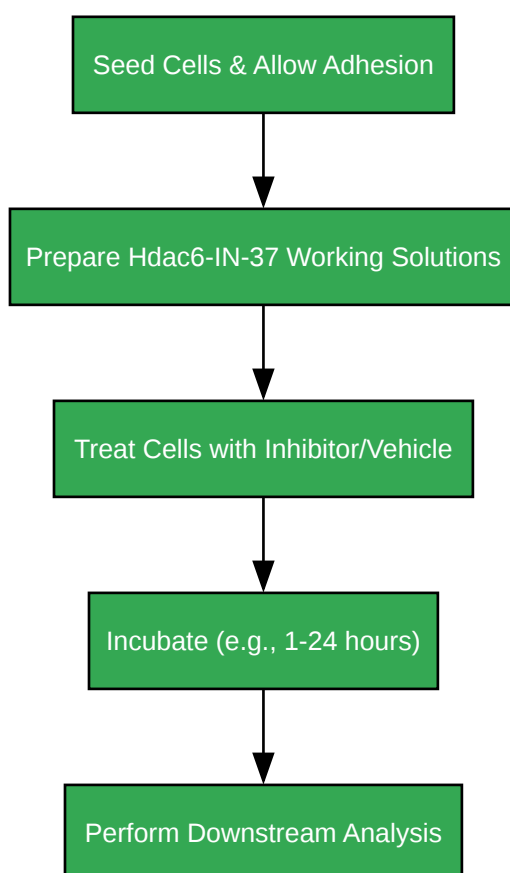 Seed Cells & Allow Adhesion
Prepare Hdac6-IN-37 Working Solutions
Treat Cells with Inhibitor/Vehicle
Incubate (e.g., 1-24 hours)
Perform Downstream Analysis